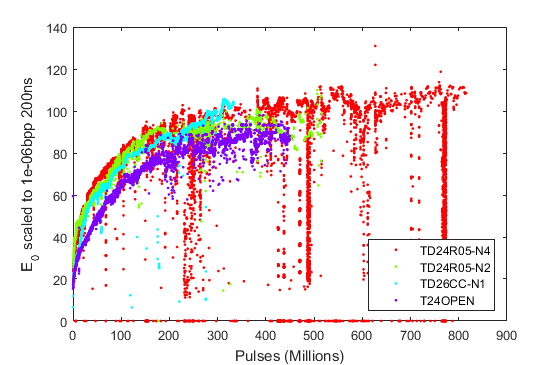 140
120
100
80
60
40
20
0
E0 scaled to 1e-06bpp 200ns
TD24R05-N4
TD24R05-N2
TD26CC-N1
T24OPEN
0 100 200 300 400 500 600 700 800 900
Pulses (Millions)